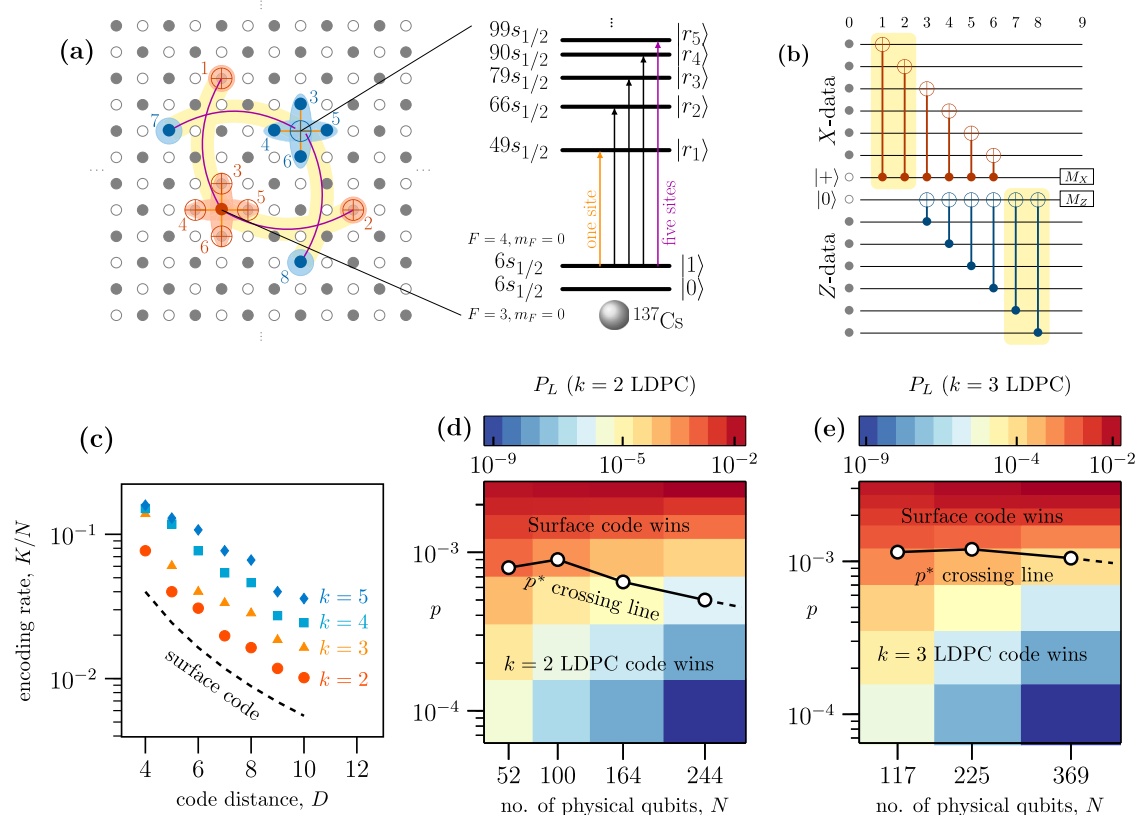 (a)
1
7
3
4
5
6
3
4
5
6
2
8
99s1/2
90s1/2
79s1/2
66s1/2
49s1/2
|r5⟩
|r4⟩
|r3⟩
|r2⟩
|r1⟩
one site
five sites
F = 4, mF = 0
6s1/2 |1⟩
6s1/2 |0⟩
F = 3, mF = 0
137Cs
(b)
0 1 2 3 4 5 6 7 8 9
X-data
|+⟩ MX
|0⟩ MZ
Z-data
(c)
encoding rate, K/N
10−1
10−2
k = 5
k = 4
k = 3
k = 2
surface code
4 6 8 10 12
code distance, D
PL (k = 2 LDPC)
(d)
10−9 10−5 10−2
Surface code wins
p* crossing line
k = 2 LDPC code wins
10−3
p
10−4
52 100 164 244
no. of physical qubits, N
PL (k = 3 LDPC)
(e)
10−9 10−4 10−2
Surface code wins
p* crossing line
k = 3 LDPC code wins
10−3
p
10−4
117 225 369
no. of physical qubits, N